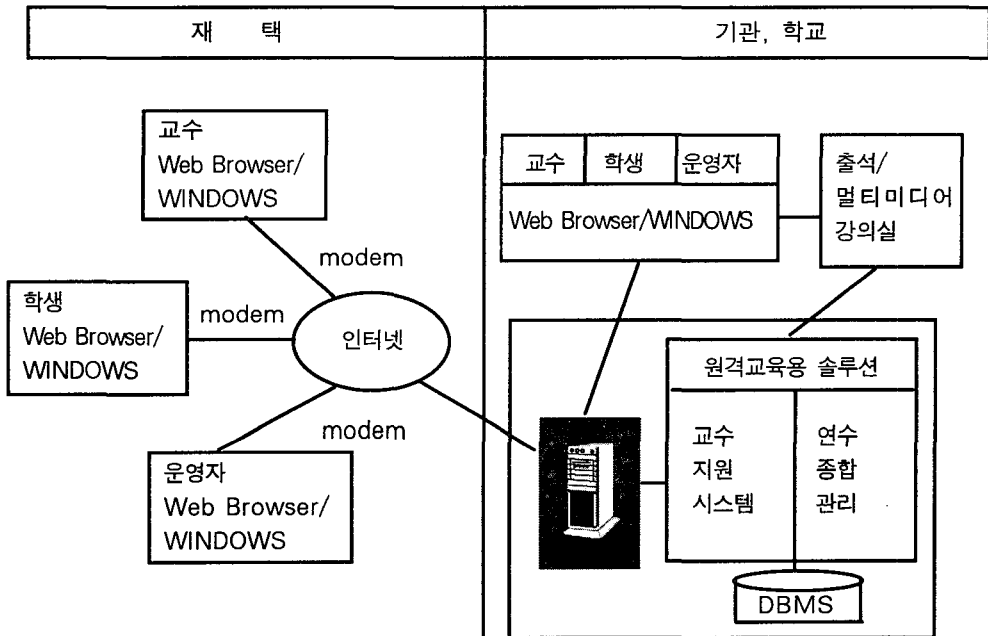 재 택
기관, 학교
교수
Web Browser/
WINDOWS
modem
학생
Web Browser/
WINDOWS
modem
인터넷
modem
운영자
Web Browser/
WINDOWS
교수 학생 운영자
Web Browser/WINDOWS
출석/
멀티미디어
강의실
원격교육용 솔루션
교수
지원
시스템
연수
종합
관리
DBMS